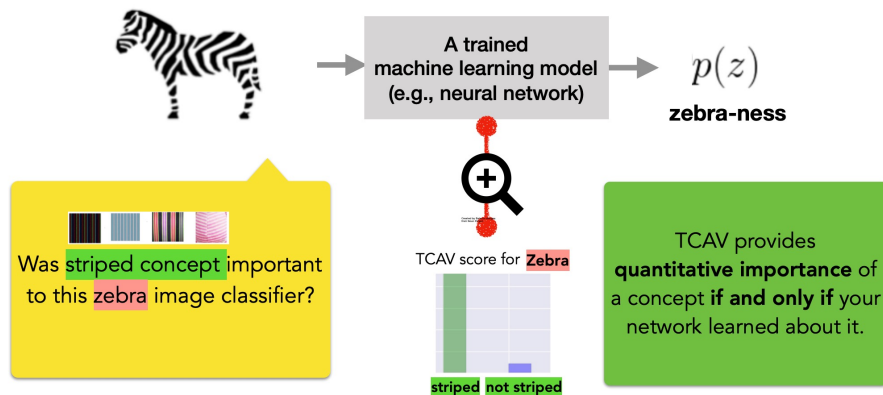 A trained
machine learning model
(e.g., neural network)
p(z)
zebra-ness
Was striped concept important
to this zebra image classifier?
TCAV score for Zebra
striped not striped
TCAV provides
quantitative importance of
a concept if and only if your
network learned about it.